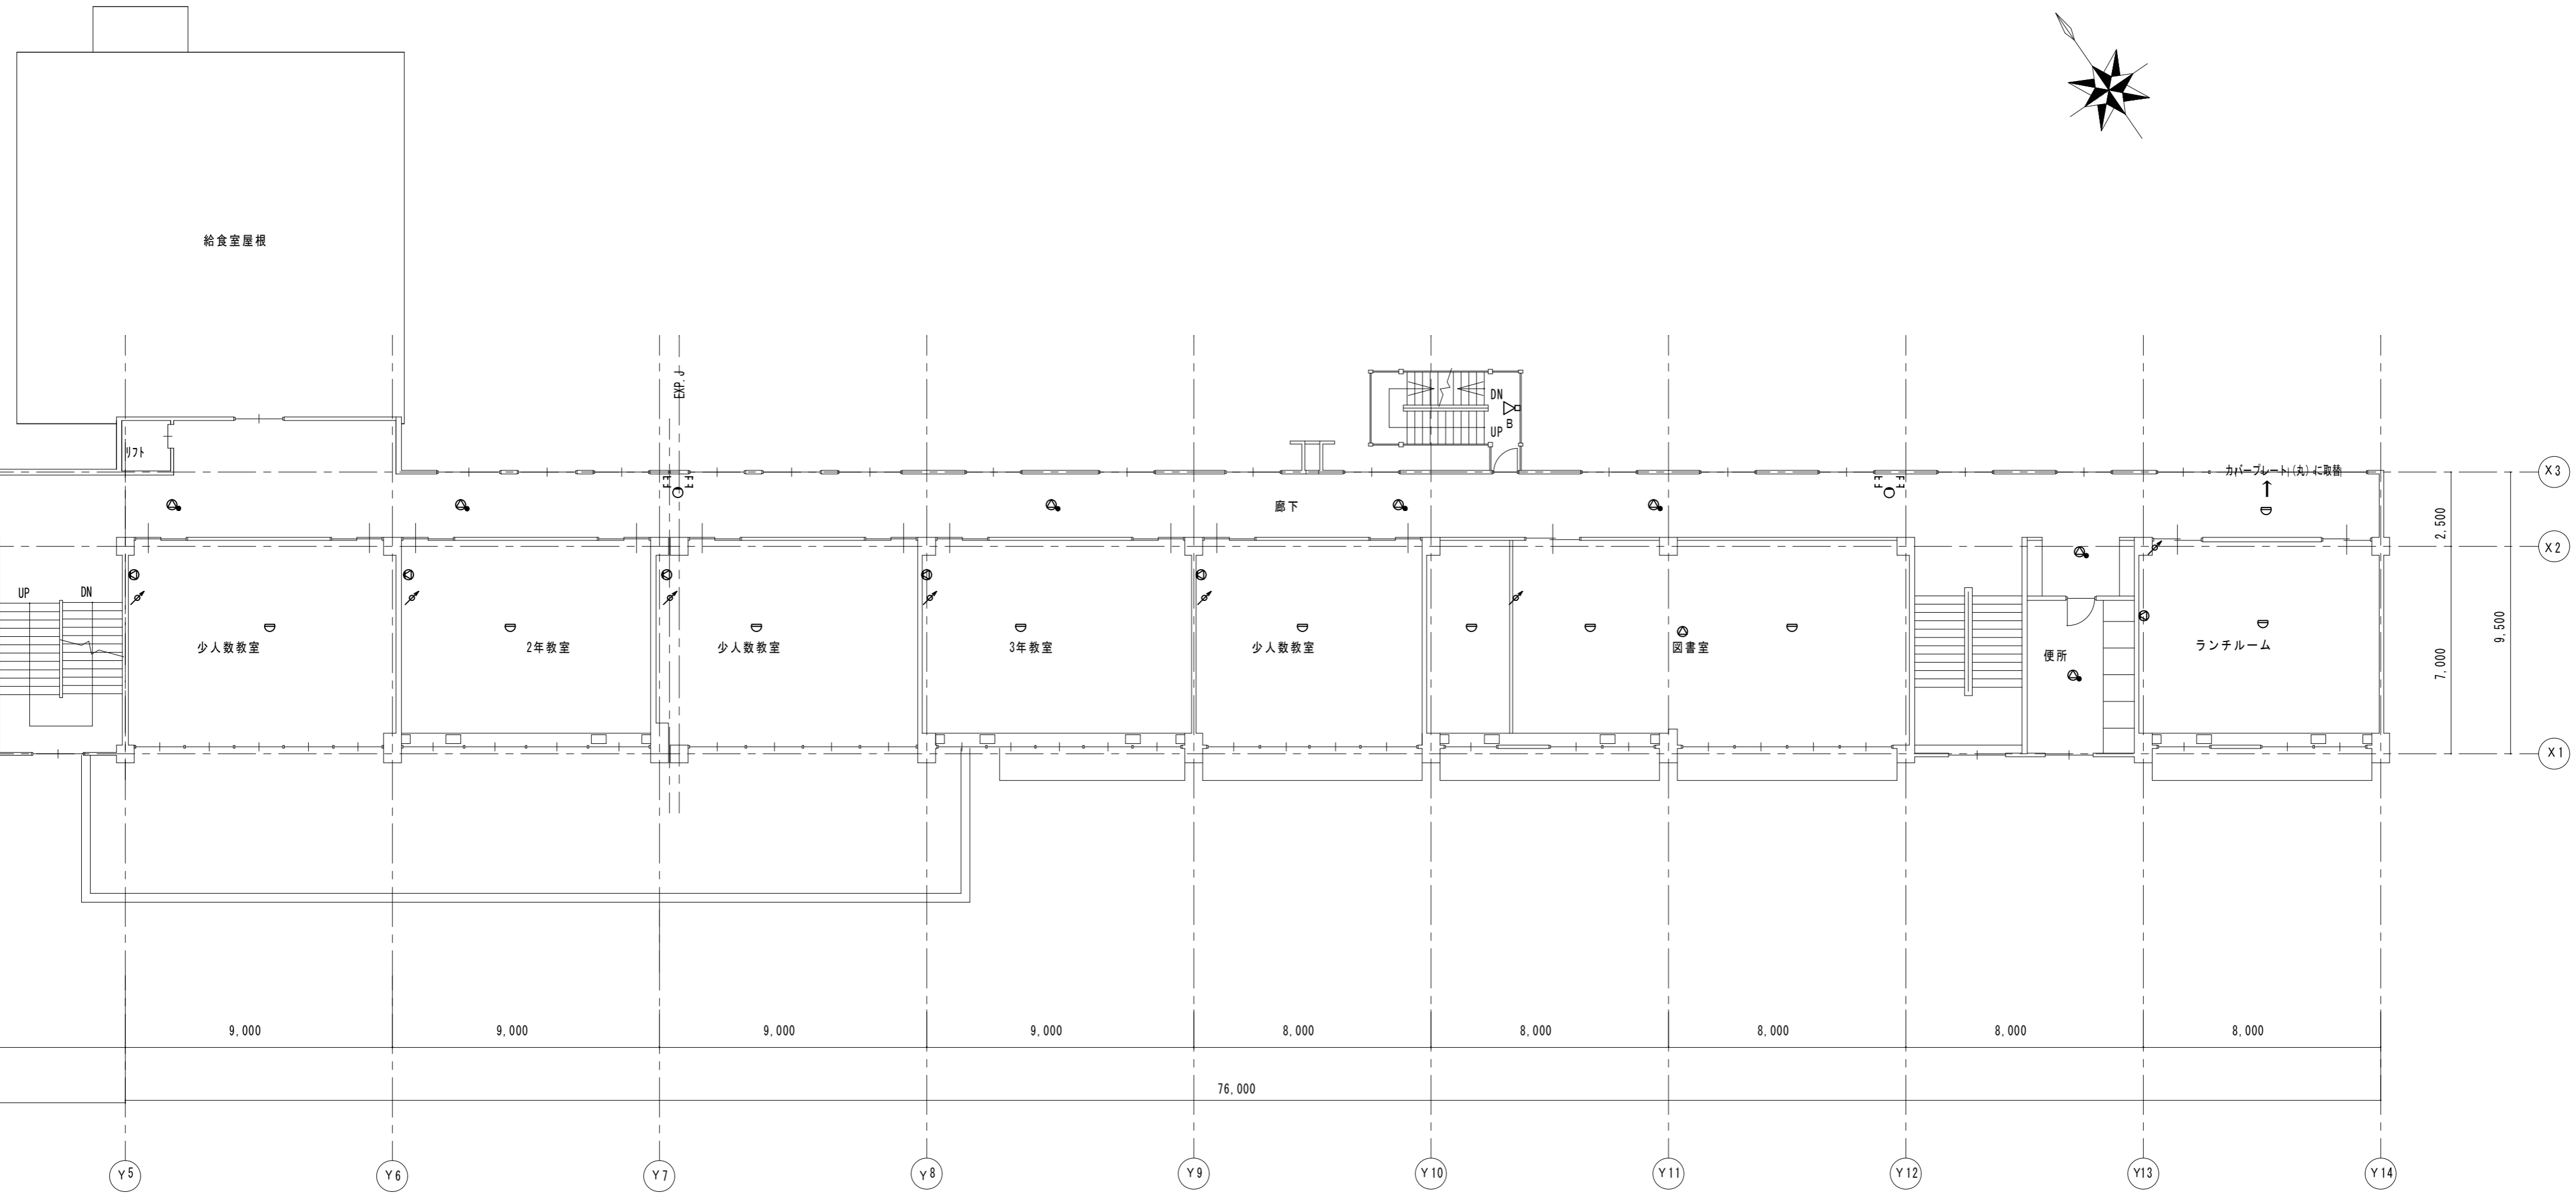 給食室屋根
EXP.J
DN
UP
B
リフト
カバープレート(丸)に取替
X3
廊下
2,500
X2
UP
DN
9,500
少人数教室
2年教室
少人数教室
3年教室
少人数教室
図書室
便所
ランチルーム
7,000
X1
9,000
9,000
9,000
9,000
8,000
8,000
8,000
8,000
8,000
76,000
Y5
Y6
Y7
Y8
Y9
Y10
Y11
Y12
Y13
Y14